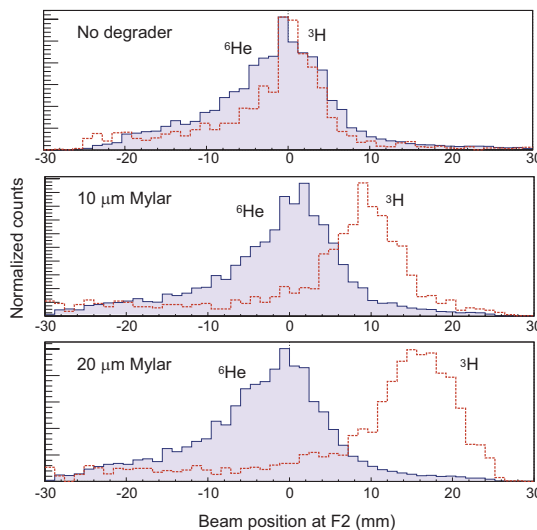 No degrader
⁶He
³H
-30 -20 -10 0 10 20 30
10 μm Mylar
⁶He
³H
-30 -20 -10 0 10 20 30
20 μm Mylar
⁶He
³H
-30 -20 -10 0 10 20 30
Normalized counts
Beam position at F2 (mm)